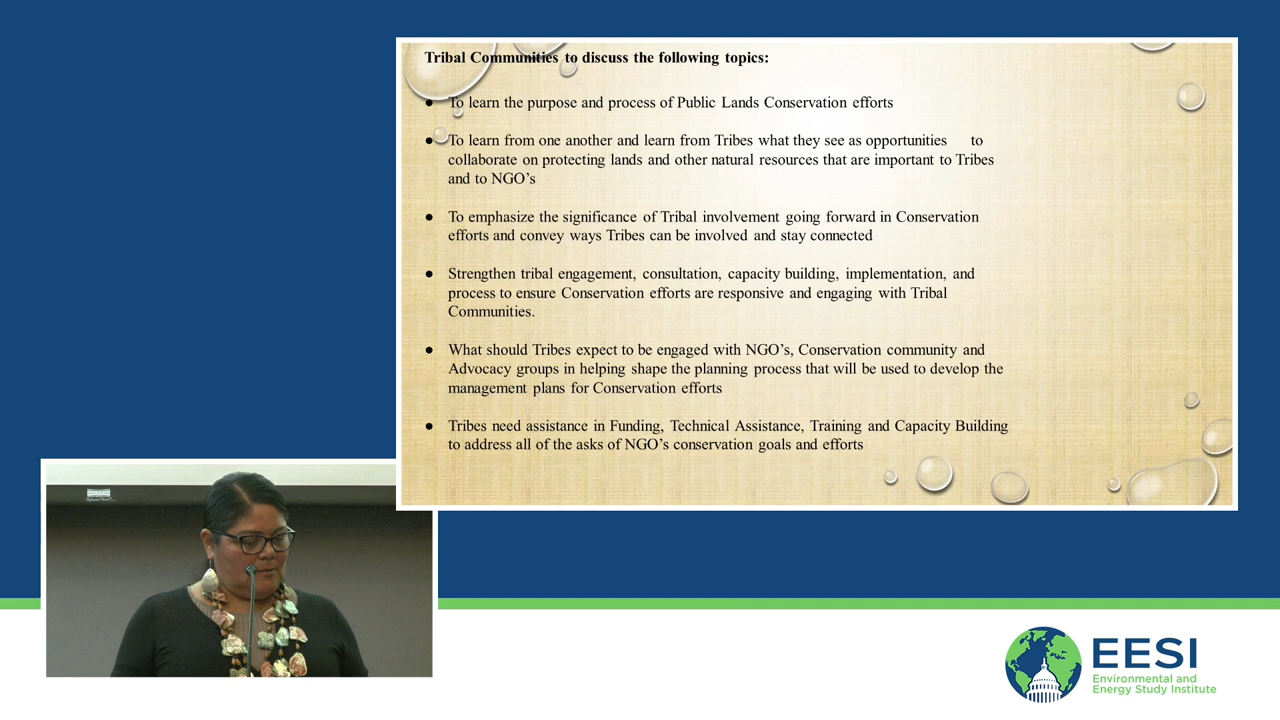 Tribal Communities to discuss the following topics:
● To learn the purpose and process of Public Lands Conservation efforts
● To learn from one another and learn from Tribes what they see as opportunities to
collaborate on protecting lands and other natural resources that are important to Tribes
and to NGO's
● To emphasize the significance of Tribal involvement going forward in Conservation
efforts and convey ways Tribes can be involved and stay connected
● Strengthen tribal engagement, consultation, capacity building, implementation, and
process to ensure Conservation efforts are responsive and engaging with Tribal
Communities.
● What should Tribes expect to be engaged with NGO's, Conservation community and
Advocacy groups in helping shape the planning process that will be used to develop the
management plans for Conservation efforts
● Tribes need assistance in Funding, Technical Assistance, Training and Capacity Building
to address all of the asks of NGO's conservation goals and efforts
EESI
Environmental and
Energy Study Institute